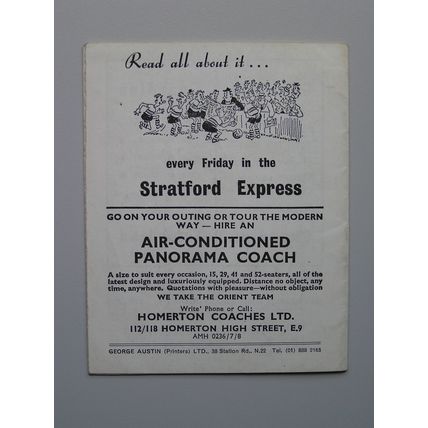 Read all about it...
every Friday in the
Stratford Express
GO ON YOUR OUTING OR TOUR THE MODERN
WAY — HIRE AN
AIR-CONDITIONED
PANORAMA COACH
A size to suit every occasion, 15, 29, 41 and 52-seaters, all of the
latest design and luxuriously equipped. Distance no object, any
time, anywhere. Quotations with pleasure—without obligation
WE TAKE THE ORIENT TEAM
Write' Phone or Call:
HOMERTON COACHES LTD.
112/118 HOMERTON HIGH STREET, E.9
AMH 0236/7/8
GEORGE AUSTIN (Printers) LTD., 38 Station Rd., N.22 Tel. (01) 888 2165